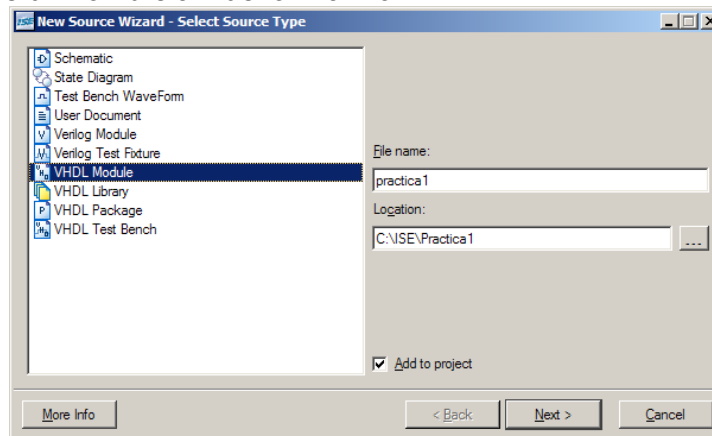 New Source Wizard - Select Source Type
Schematic
State Diagram
Test Bench WaveForm
User Document
Verilog Module
Verilog Test Fixture
VHDL Module
VHDL Library
VHDL Package
VHDL Test Bench
File name:
practica1
Location:
C:\ISE\Practica1
...
Add to project
More Info
< Back
Next >
Cancel